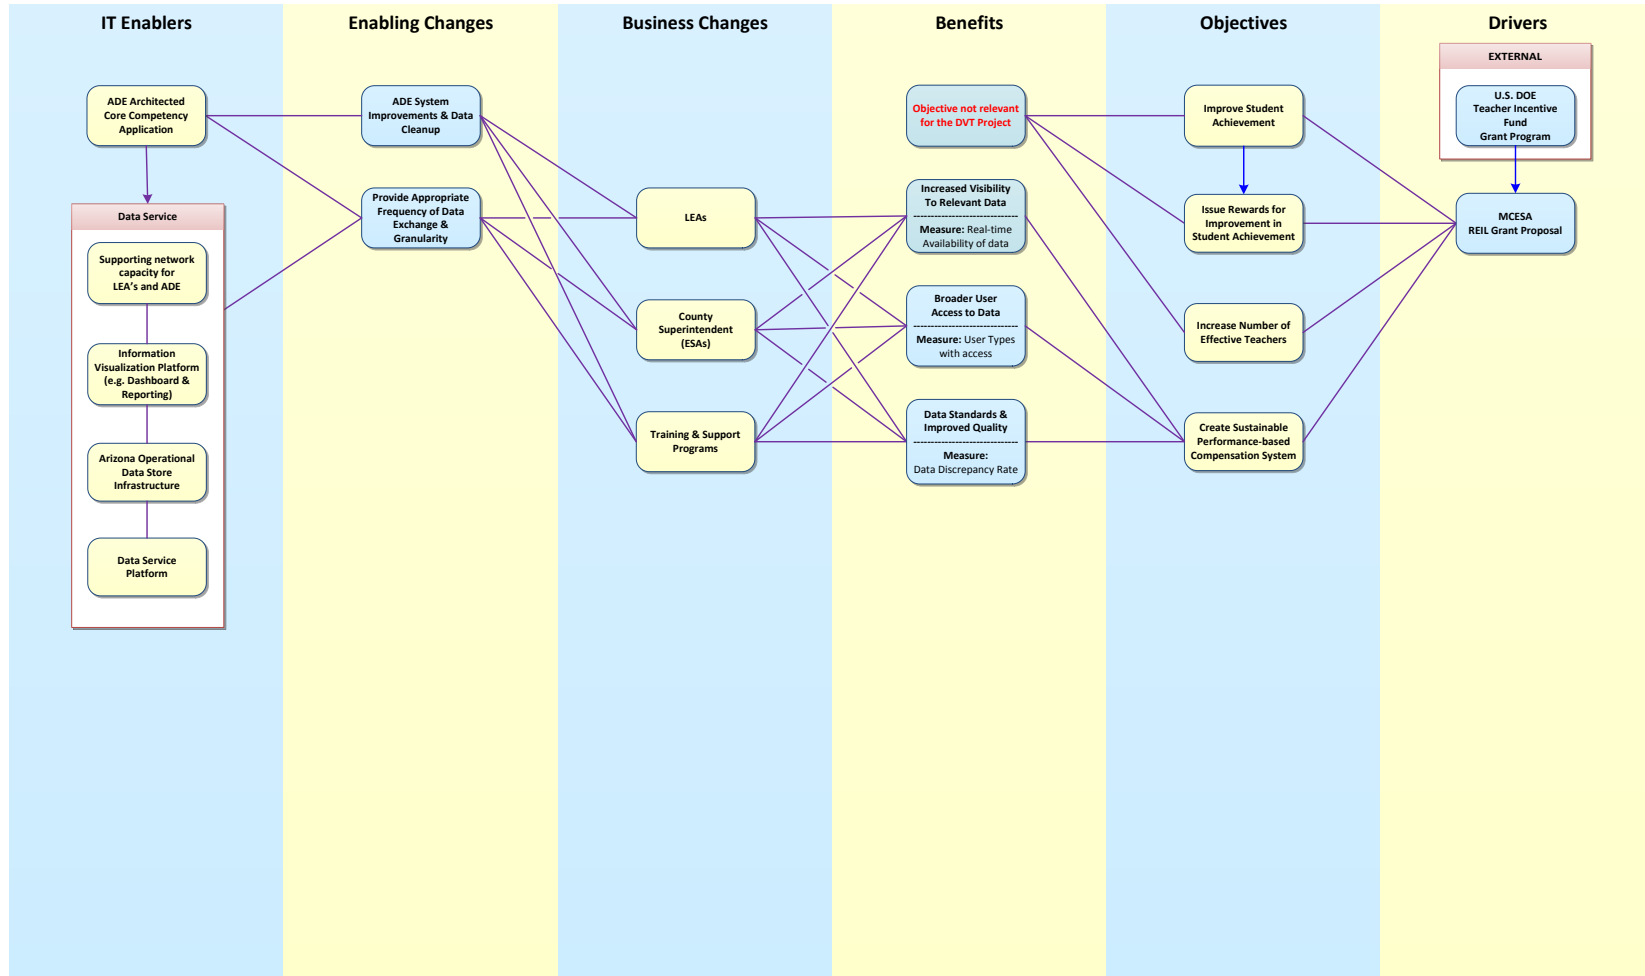 IT Enablers
Enabling Changes
Business Changes
Benefits
Objectives
Drivers
ADE Architected
Core Competency
Application
Data Service
Supporting network
capacity for
LEA's and ADE
Information
Visualization Platform
(e.g. Dashboard &
Reporting)
Arizona Operational
Data Store
Infrastructure
Data Service
Platform
ADE System
Improvements & Data
Cleanup
Provide Appropriate
Frequency of Data
Exchange &
Granularity
LEAs
County
Superintendent
(ESAs)
Training & Support
Programs
Objective not relevant
for the DVT Project
Increased Visibility
To Relevant Data
Measure: Real-time
Availability of data
Broader User
Access to Data
Measure: User Types
with access
Data Standards &
Improved Quality
Measure:
Data Discrepancy Rate
Improve Student
Achievement
Issue Rewards for
Improvement in
Student Achievement
Increase Number of
Effective Teachers
Create Sustainable
Performance-based
Compensation System
EXTERNAL
U.S. DOE
Teacher Incentive
Fund
Grant Program
MCESA
REIL Grant Proposal